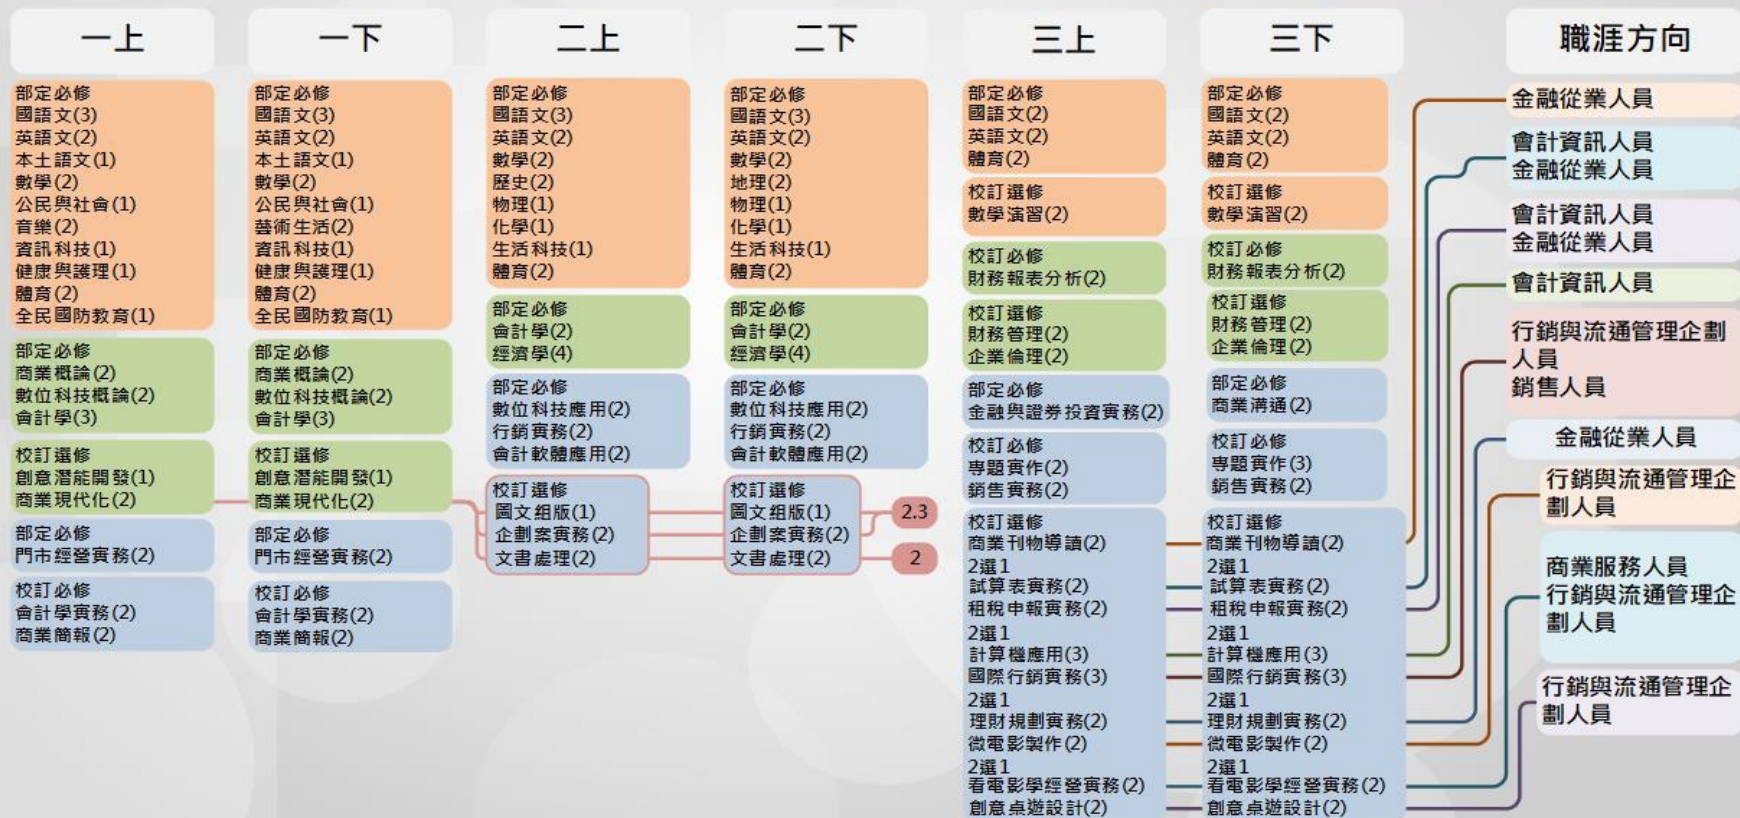 一上
部定必修
國語文(3)
英語文(2)
本土語文(1)
數學(2)
公民與社會(1)
音樂(2)
資訊科技(1)
健康與護理(1)
體育(2)
全民國防教育(1)
部定必修
商業概論(2)
數位科技概論(2)
會計學(3)
校訂選修
創意潛能開發(1)
商業現代化(2)
部定必修
門市經營實務(2)
校訂必修
會計學實務(2)
商業簡報(2)
一下
部定必修
國語文(3)
英語文(2)
本土語文(1)
數學(2)
公民與社會(1)
藝術生活(2)
資訊科技(1)
健康與護理(1)
體育(2)
全民國防教育(1)
部定必修
商業概論(2)
數位科技概論(2)
會計學(3)
校訂選修
創意潛能開發(1)
商業現代化(2)
部定必修
門市經營實務(2)
校訂必修
會計學實務(2)
商業簡報(2)
二上
部定必修
國語文(3)
英語文(2)
數學(2)
歷史(2)
物理(1)
化學(1)
生活科技(1)
體育(2)
部定必修
會計學(2)
經濟學(4)
部定必修
數位科技應用(2)
行銷實務(2)
會計軟體應用(2)
校訂選修
圖文組版(1)
企劃案實務(2)
文書處理(2)
二下
部定必修
國語文(3)
英語文(2)
數學(2)
地理(2)
物理(1)
化學(1)
生活科技(1)
體育(2)
部定必修
會計學(2)
經濟學(4)
部定必修
數位科技應用(2)
行銷實務(2)
會計軟體應用(2)
校訂選修
圖文組版(1)
企劃案實務(2)
文書處理(2)
2.3
2
三上
部定必修
國語文(2)
英語文(2)
體育(2)
校訂選修
數學演習(2)
校訂必修
財務報表分析(2)
校訂選修
財務管理(2)
企業倫理(2)
部定必修
金融與證券投資實務(2)
校訂必修
專題實作(2)
銷售實務(2)
校訂選修
商業刊物導讀(2)
2選1
試算表實務(2)
租稅申報實務(2)
2選1
計算機應用(3)
國際行銷實務(3)
2選1
理財規劃實務(2)
微電影製作(2)
2選1
看電影學經營實務(2)
創意桌遊設計(2)
三下
部定必修
國語文(2)
英語文(2)
體育(2)
校訂選修
數學演習(2)
校訂必修
財務報表分析(2)
校訂選修
財務管理(2)
企業倫理(2)
部定必修
商業溝通(2)
校訂必修
專題實作(3)
銷售實務(2)
校訂選修
商業刊物導讀(2)
2選1
試算表實務(2)
租稅申報實務(2)
2選1
計算機應用(3)
國際行銷實務(3)
2選1
理財規劃實務(2)
微電影製作(2)
2選1
看電影學經營實務(2)
創意桌遊設計(2)
職涯方向
金融從業人員
會計資訊人員
金融從業人員
會計資訊人員
金融從業人員
會計資訊人員
行銷與流通管理企劃
人員
銷售人員
金融從業人員
行銷與流通管理企
劃人員
商業服務人員
行銷與流通管理企
劃人員
行銷與流通管理企
劃人員